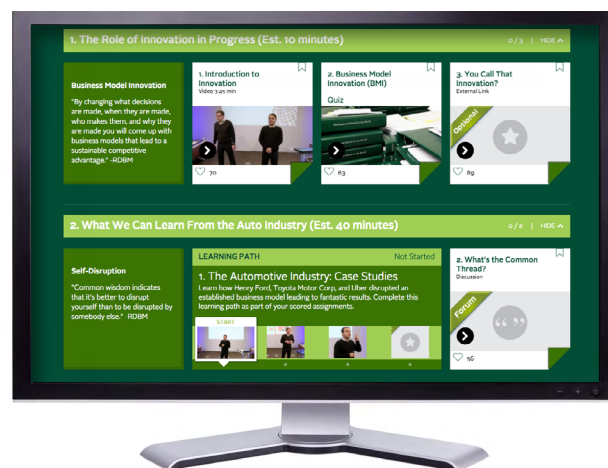 1. The Role of Innovation in Progress (Est. 10 minutes)
0 / 3 | HIDE
Business Model Innovation
"By changing what decisions
are made, when they are made,
who makes them, and why they
are made you will come up with
business models that lead to a
sustainable competitive
advantage." -RDBM
1. Introduction to
Innovation
Video 3.45 min
70
2. Business Model
Innovation (BMI)
Quiz
63
3. You Call That
Innovation?
External Link
Optional
89
2. What We Can Learn From the Auto Industry (Est. 40 minutes)
0 / 2 | HIDE
Self-Disruption
"Common wisdom indicates
that it's better to disrupt
yourself than to be disrupted by
somebody else." RDBM
LEARNING PATH
Not Started
1. The Automotive Industry: Case Studies
Learn how Henry Ford, Toyota Motor Corp, and Uber disrupted an
established business model leading to fantastic results. Complete this
learning path as part of your scored assignments.
START
2. What's the Common
Thread?
Discussion
Forum
56